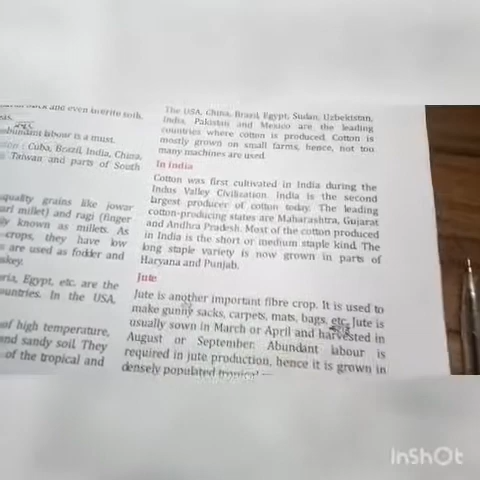 and even laterite soils.
abundant labour is a must.
: Cuba, Brazil, India, China,
Taiwan and parts of South
quality grains like jowar
millet) and ragi (finger
known as millets. As
crops, they have low
are used as fodder and
Egypt, etc. are the
countries. In the USA,
of high temperature,
and sandy soil. They
of the tropical and
The USA, China, Brazil, Egypt, Sudan, Uzbekistan,
India, Pakistan and Mexico are the leading
countries where cotton is produced. Cotton is
mostly grown on small farms, hence, not too
many machines are used.
In India
Cotton was first cultivated in India during the
Indus Valley Civilization. India is the second
largest producer of cotton today. The leading
cotton-producing states are Maharashtra, Gujarat
and Andhra Pradesh. Most of the cotton produced
in India is the short or medium staple kind. The
long staple variety is now grown in parts of
Haryana and Punjab.
Jute
Jute is another important fibre crop. It is used to
make gunny sacks, carpets, mats, bags, etc. Jute is
usually sown in March or April and harvested in
August or September. Abundant labour is
required in jute production, hence it is grown in
densely populated
InShOt